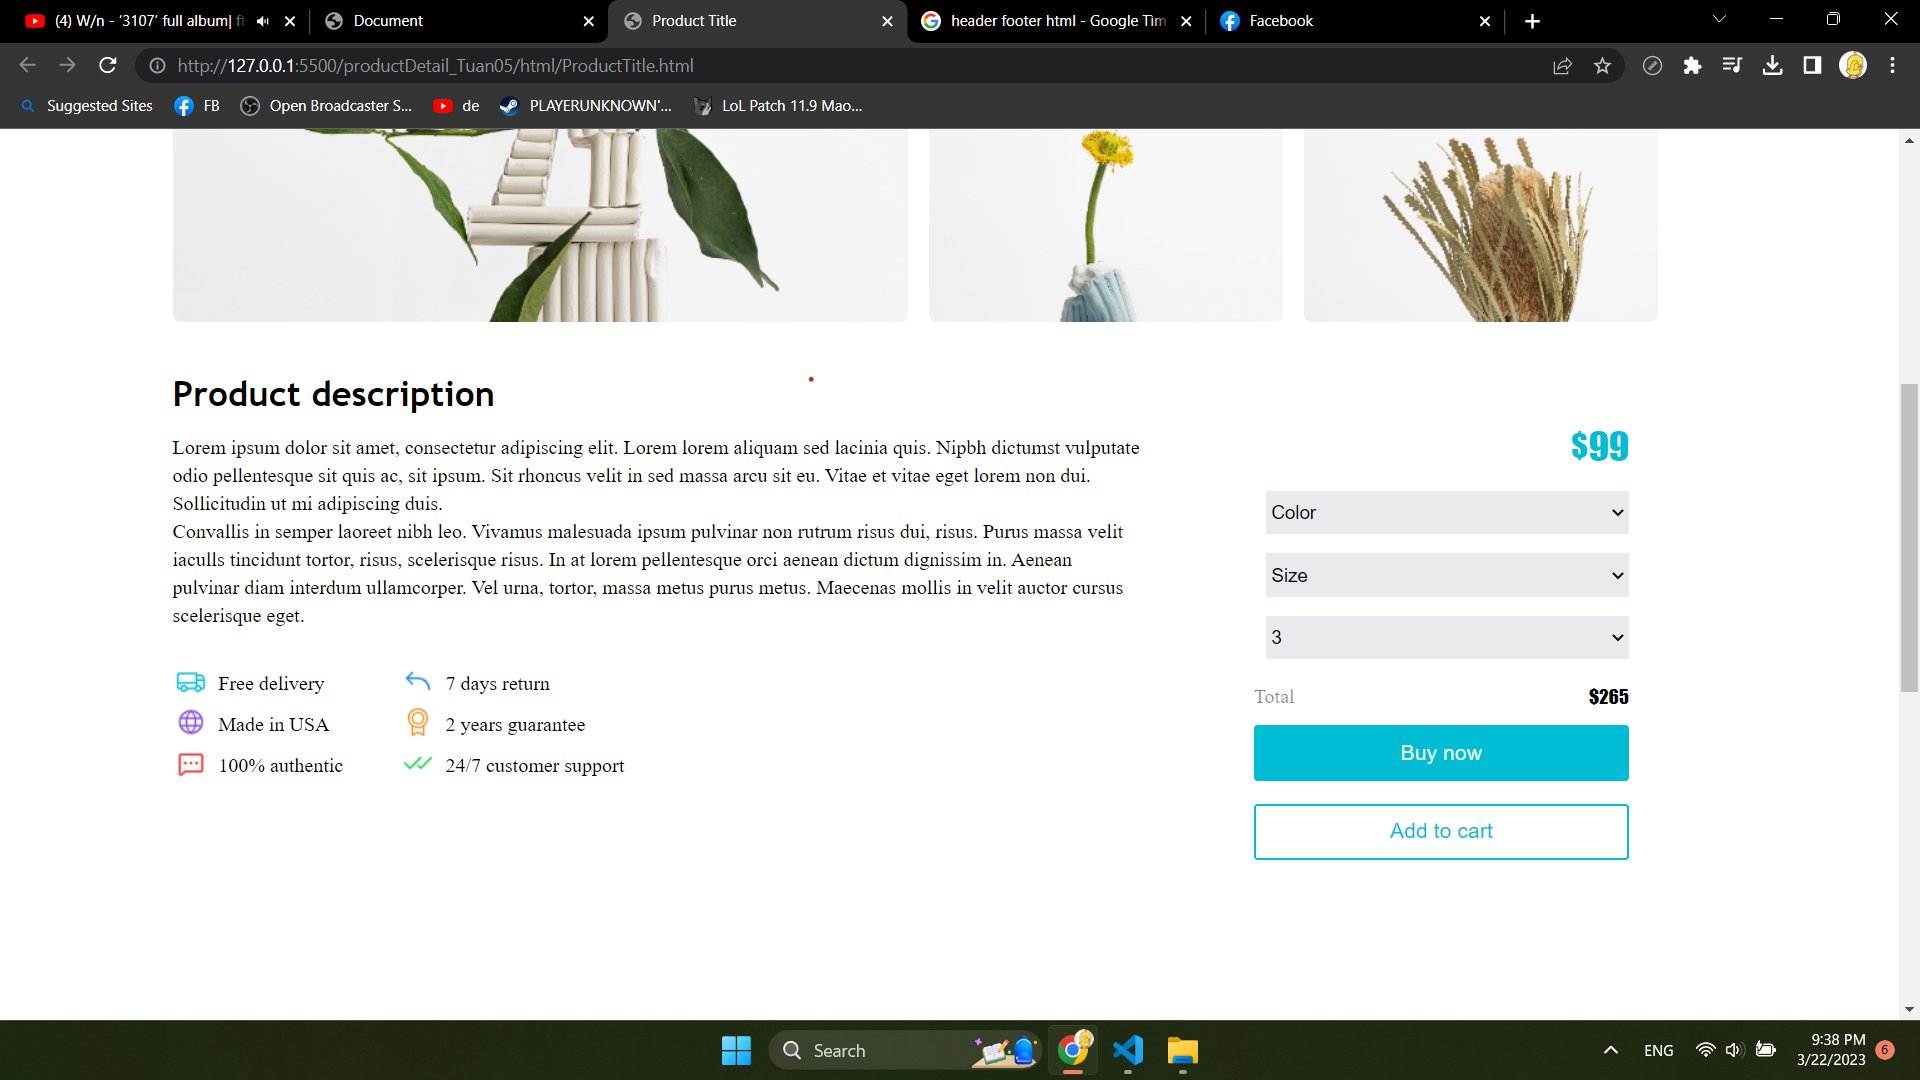 (4) W/n - '3107' full album| ft
Document
Product Title
header footer html - Google Tìm
Facebook
http://127.0.0.1:5500/productDetail_Tuan05/html/ProductTitle.html
Suggested Sites
FB
Open Broadcaster S...
de
PLAYERUNKNOWN'...
LoL Patch 11.9 Mao...
Product description
Lorem ipsum dolor sit amet, consectetur adipiscing elit. Lorem lorem aliquam sed lacinia quis. Nipbh dictumst vulputate
odio pellentesque sit quis ac, sit ipsum. Sit rhoncus velit in sed massa arcu sit eu. Vitae et vitae eget lorem non dui.
Sollicitudin ut mi adipiscing duis.
Convallis in semper laoreet nibh leo. Vivamus malesuada ipsum pulvinar non rutrum risus dui, risus. Purus massa velit
iaculls tincidunt tortor, risus, scelerisque risus. In at lorem pellentesque orci aenean dictum dignissim in. Aenean
pulvinar diam interdum ullamcorper. Vel urna, tortor, massa metus purus metus. Maecenas mollis in velit auctor cursus
scelerisque eget.
Free delivery
7 days return
Made in USA
2 years guarantee
100% authentic
24/7 customer support
$99
Color
Size
3
Total
$265
Buy now
Add to cart
Search
ENG
9:38 PM
3/22/2023
6